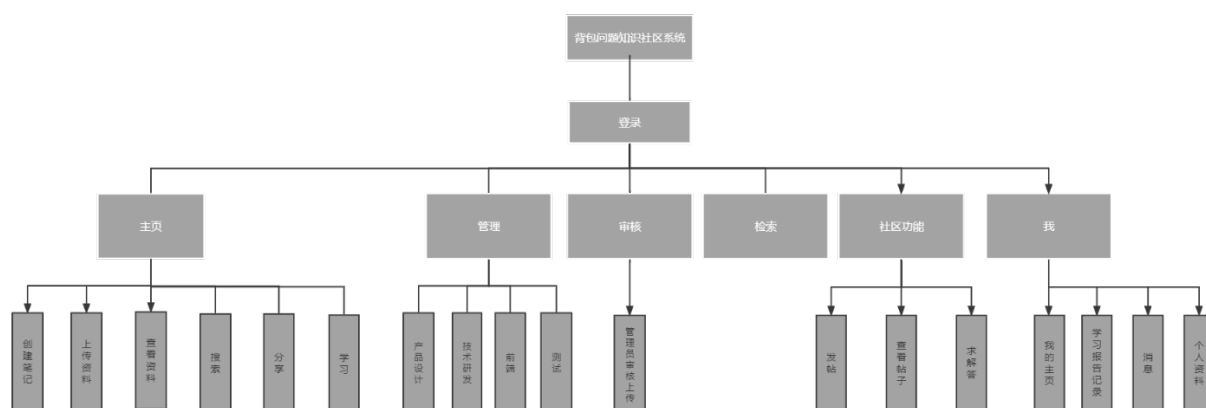 背包问题知识社区系统
登录
主页
管理
审核
检索
社区功能
我
创建笔记
上传资料
查看资料
搜索
分享
学习
产品设计
技术研发
前端
测试
管理员审核上传
发帖
查看帖子
求解答
我的主页
学习报告记录
消息
个人资料